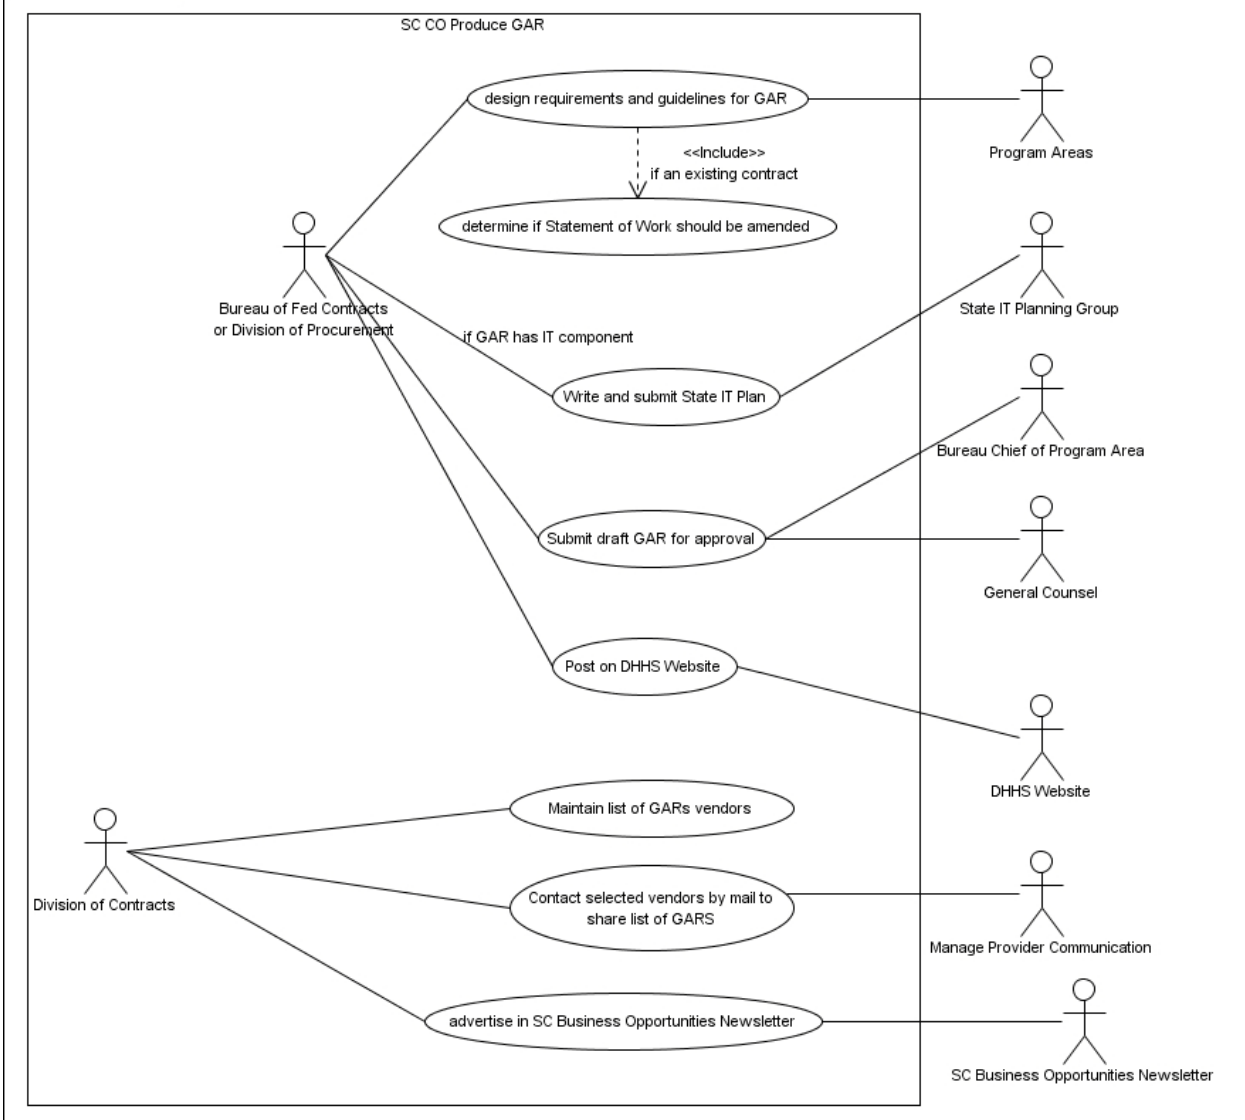 SC CO Produce GAR
design requirements and guidelines for GAR
Program Areas
<<Include>>
if an existing contract
determine if Statement of Work should be amended
Bureau of Fed Contracts
or Division of Procurement
State IT Planning Group
if GAR has IT component
Write and submit State IT Plan
Bureau Chief of Program Area
Submit draft GAR for approval
General Counsel
Post on DHHS Website
DHHS Website
Maintain list of GARs vendors
Division of Contracts
Contact selected vendors by mail to
share list of GARS
Manage Provider Communication
advertise in SC Business Opportunities Newsletter
SC Business Opportunities Newsletter